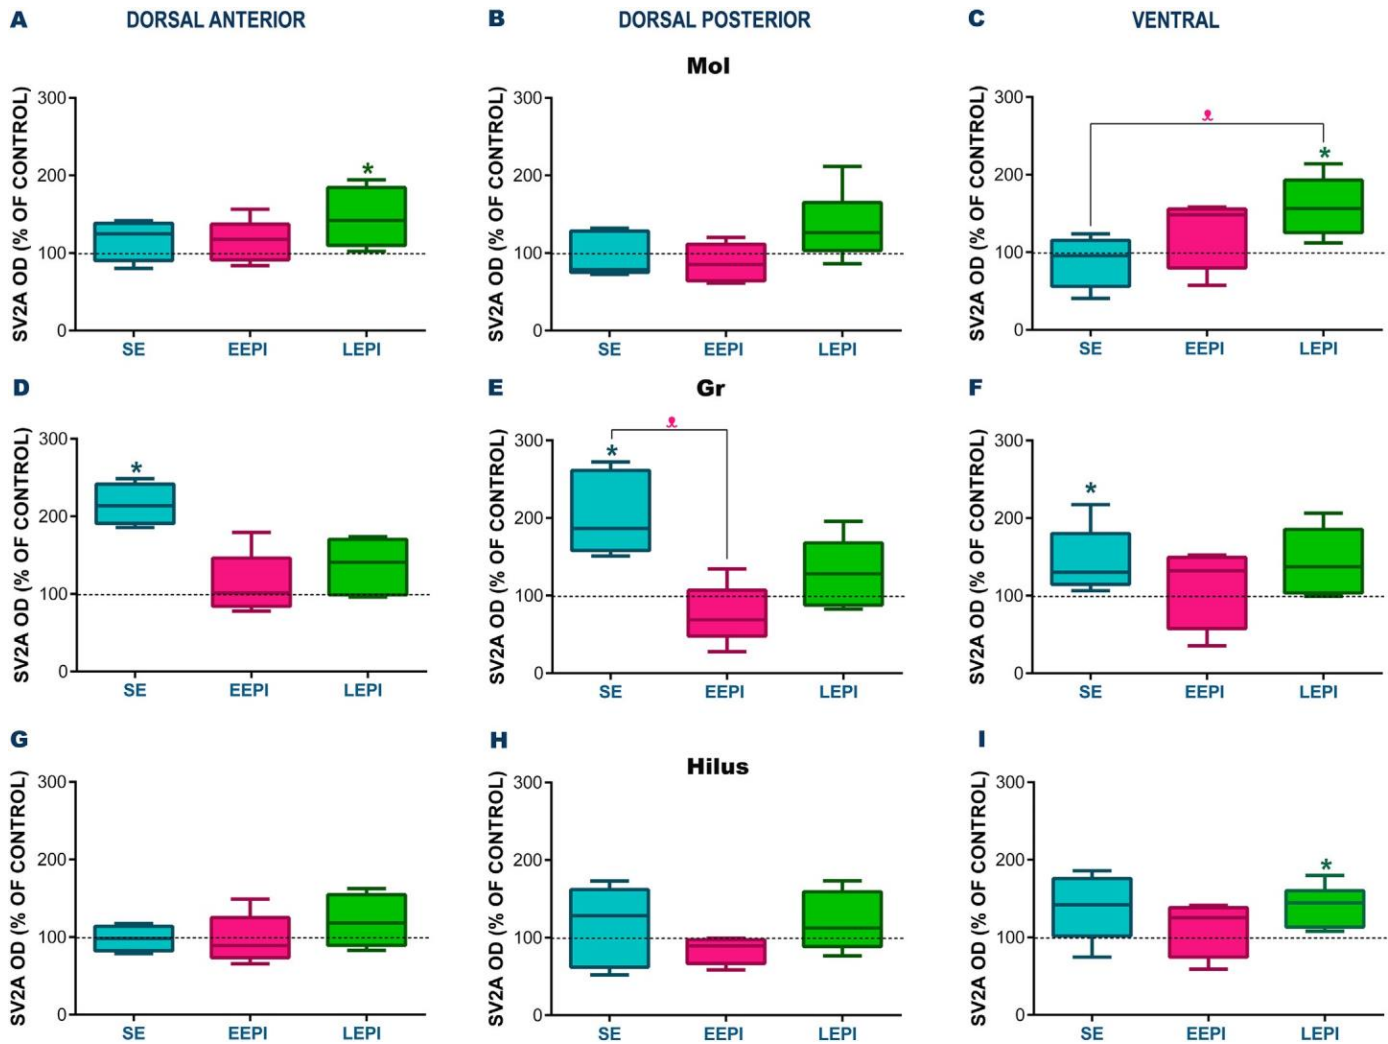 A DORSAL ANTERIOR
B DORSAL POSTERIOR
C VENTRAL
Mol
SV2A OD (% OF CONTROL)
300
200
100
0
*
SE EEPI LEPI
SV2A OD (% OF CONTROL)
300
200
100
0
SE EEPI LEPI
SV2A OD (% OF CONTROL)
300
200
100
0
*
SE EEPI LEPI
D
E
F
Gr
SV2A OD (% OF CONTROL)
300
200
100
0
*
SE EEPI LEPI
SV2A OD (% OF CONTROL)
300
200
100
0
*
SE EEPI LEPI
SV2A OD (% OF CONTROL)
300
200
100
0
*
SE EEPI LEPI
G
H
I
Hilus
SV2A OD (% OF CONTROL)
300
200
100
0
SE EEPI LEPI
SV2A OD (% OF CONTROL)
300
200
100
0
SE EEPI LEPI
SV2A OD (% OF CONTROL)
300
200
100
0
*
SE EEPI LEPI